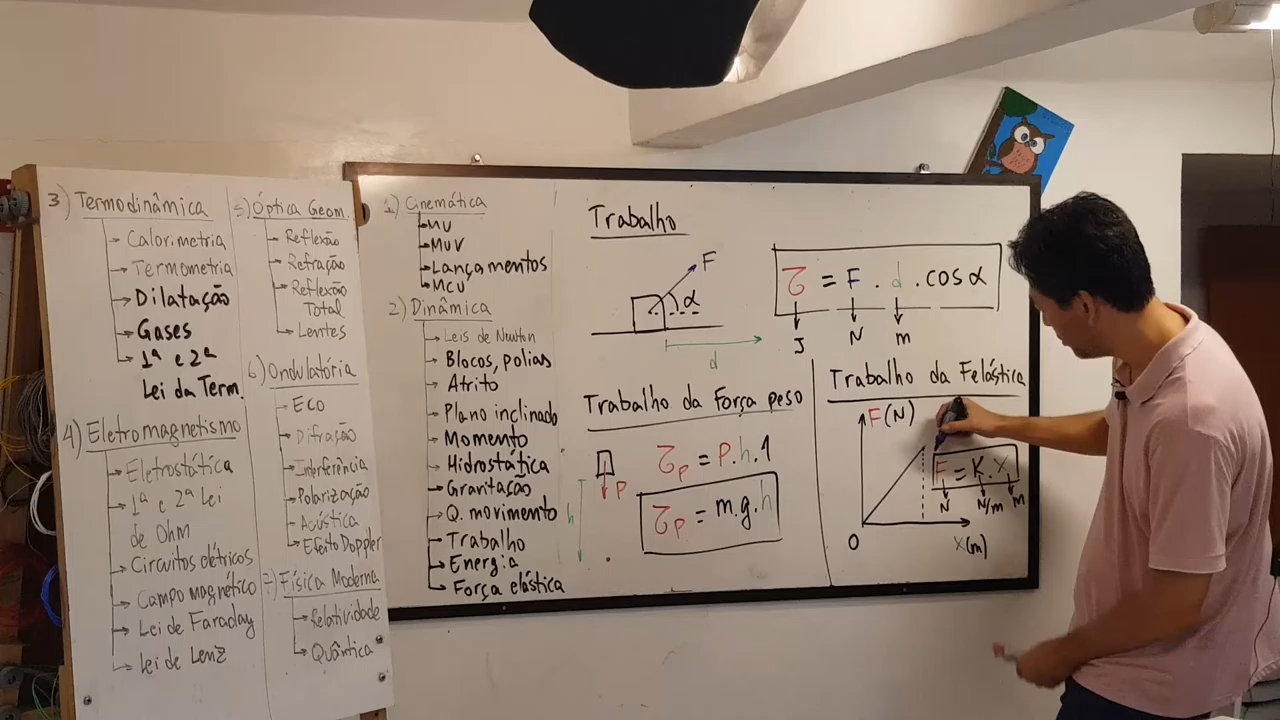 3) Termodinâmica
Calorimetria
Termometria
Dilatação
Gases
1ª e 2ª
Lei da Term.
4) Eletromagnetismo
Eletrostática
1ª e 2ª Lei
de Ohm
Circuitos elétricos
Campo magnético
Lei de Faraday
Lei de Lenz
5) Óptica Geom.
Reflexão
Refração
Reflexão
Total
Lentes
6) Ondulatória
Eco
Difração
Interferência
Polarização
Acústica
Efeito Doppler
7) Física Moderna
Relatividade
Quântica
1) Cinemática
MU
MUV
Lançamentos
MCU
2) Dinâmica
Leis de Newton
Blocos, polias
Atrito
Plano inclinado
Momento
Hidrostática
Gravitação
Q. movimento
Trabalho
Energia
Força elástica
Trabalho
F
α
d
τ = F . d . cos α
J N m
Trabalho da Força peso
P
h
τp = P.h.1
τp = m.g.h
Trabalho da Felástica
F(N)
F = K . x
N N/m m
0
x(m)